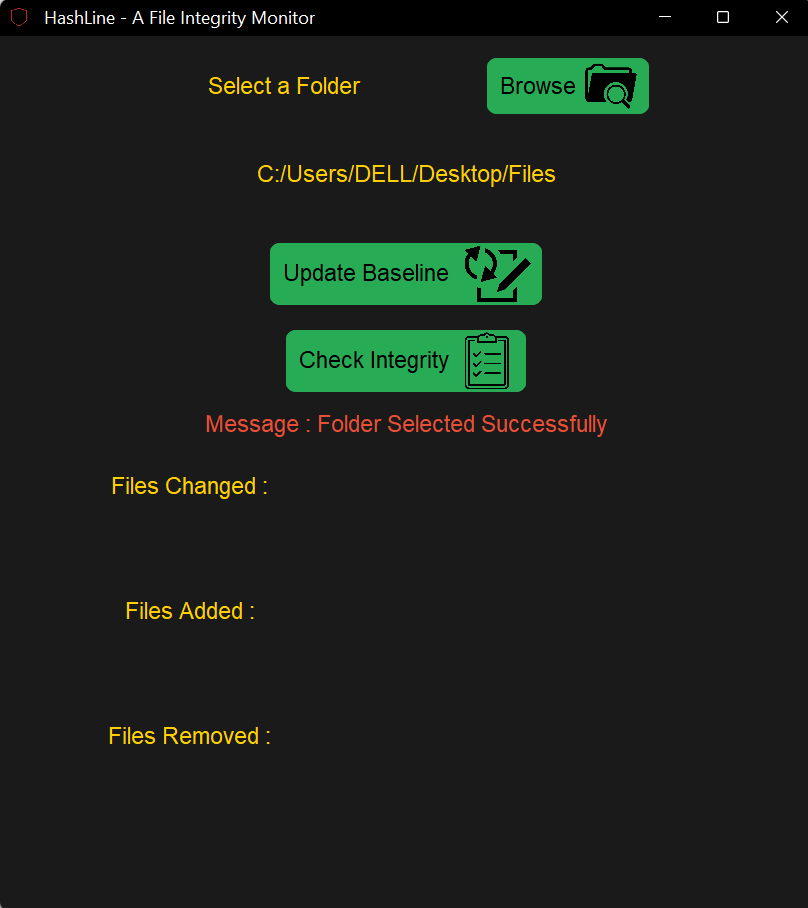 HashLine - A File Integrity Monitor
Select a Folder
Browse
C:/Users/DELL/Desktop/Files
Update Baseline
Check Integrity
Message : Folder Selected Successfully
Files Changed :
Files Added :
Files Removed :